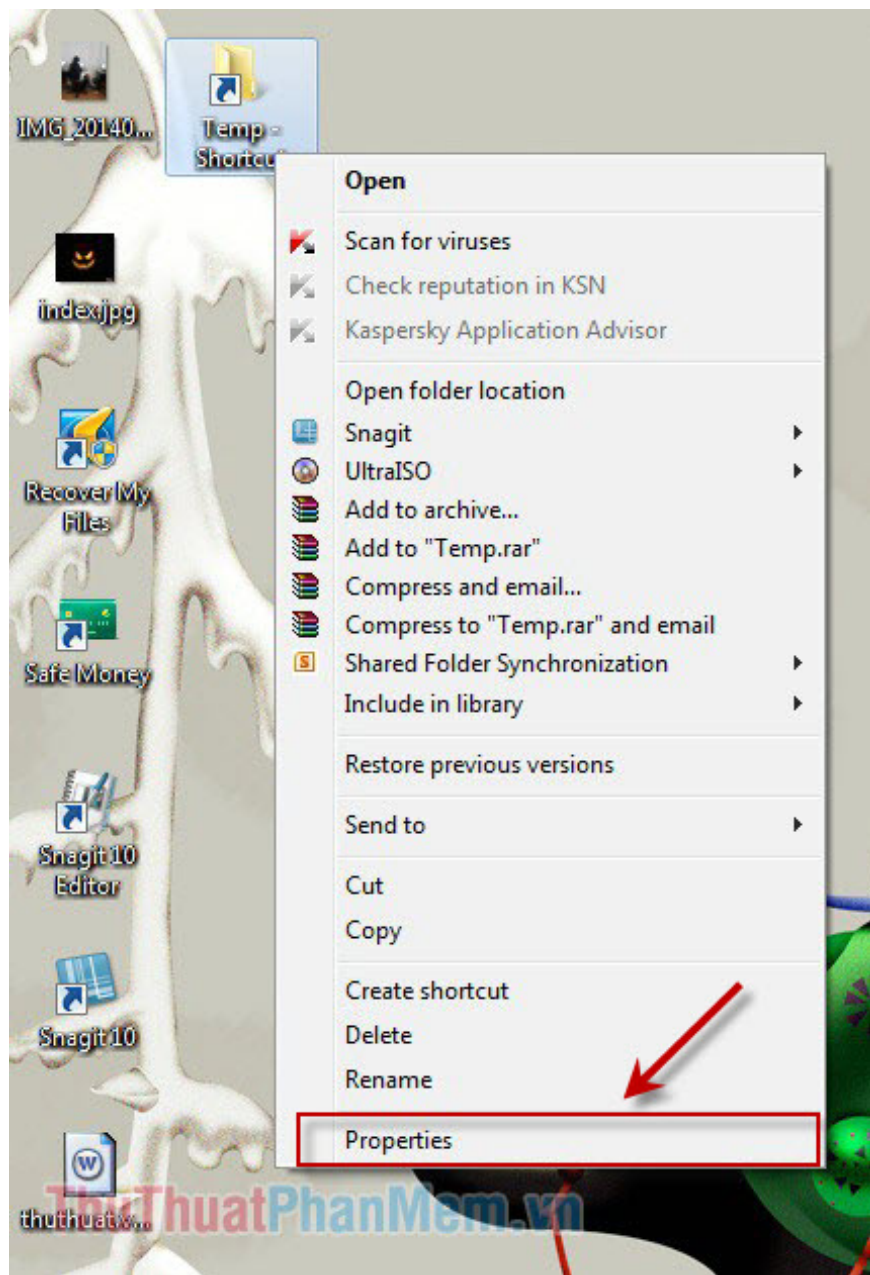 IMG_20140...
Temp -
Shortcut
index.jpg
Recover My
Files
Safe Money
Snagit 10
Editor
Snagit 10
thuthuatw...
Open
Scan for viruses
Check reputation in KSN
Kaspersky Application Advisor
Open folder location
Snagit
UltraISO
Add to archive...
Add to "Temp.rar"
Compress and email...
Compress to "Temp.rar" and email
Shared Folder Synchronization
Include in library
Restore previous versions
Send to
Cut
Copy
Create shortcut
Delete
Rename
Properties
ThuThuatPhanMem.vn